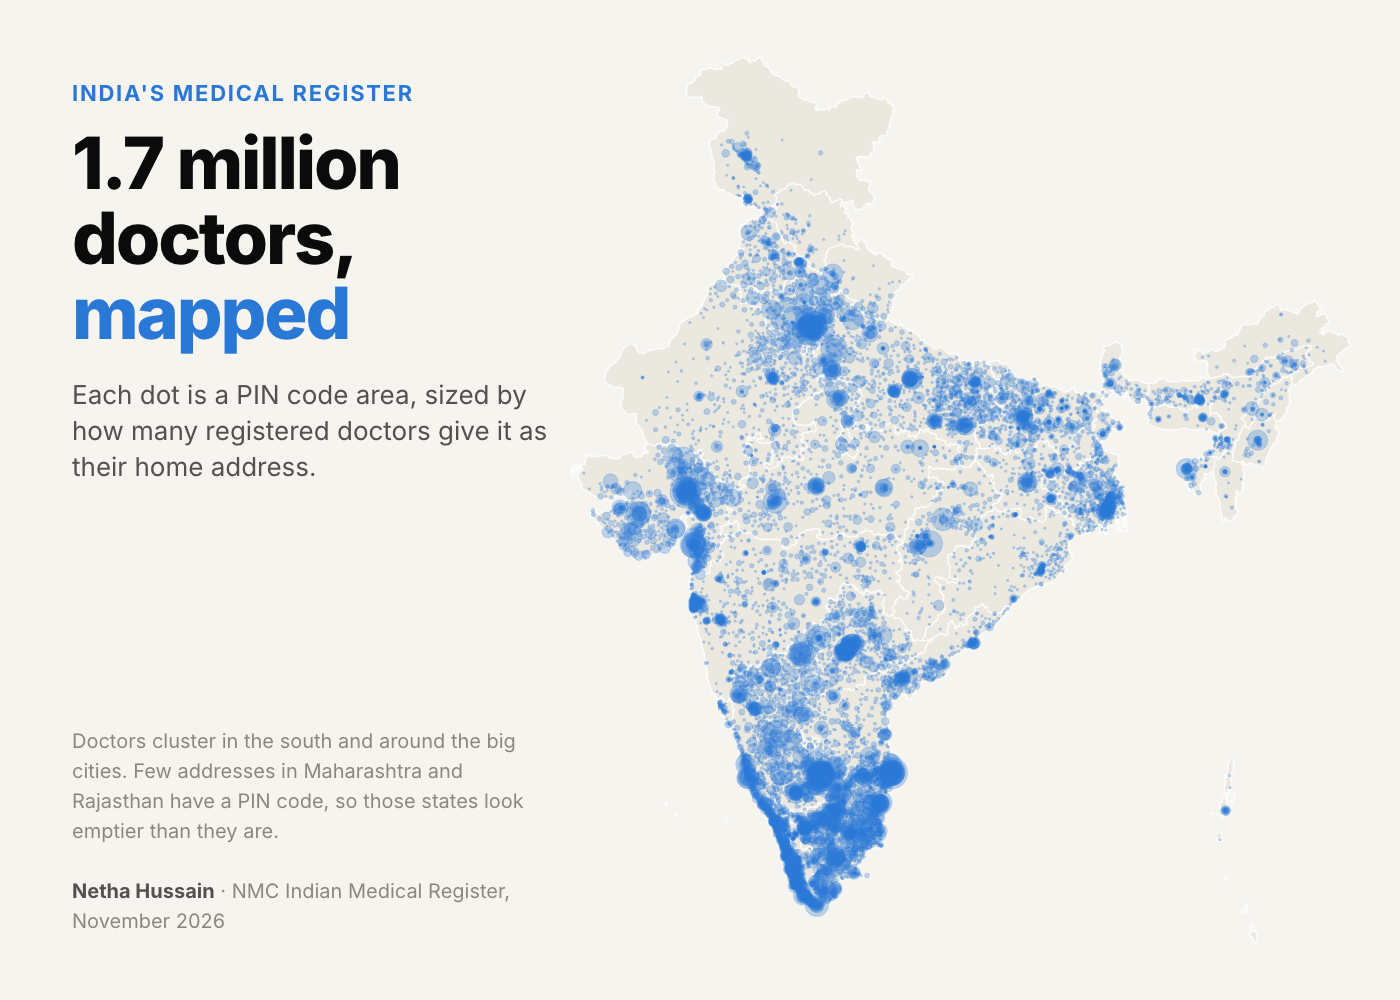 INDIA'S MEDICAL REGISTER
1.7 million
doctors,
mapped
Each dot is a PIN code area, sized by
how many registered doctors give it as
their home address.
Doctors cluster in the south and around the big
cities. Few addresses in Maharashtra and
Rajasthan have a PIN code, so those states look
emptier than they are.
Netha Hussain · NMC Indian Medical Register,
November 2026